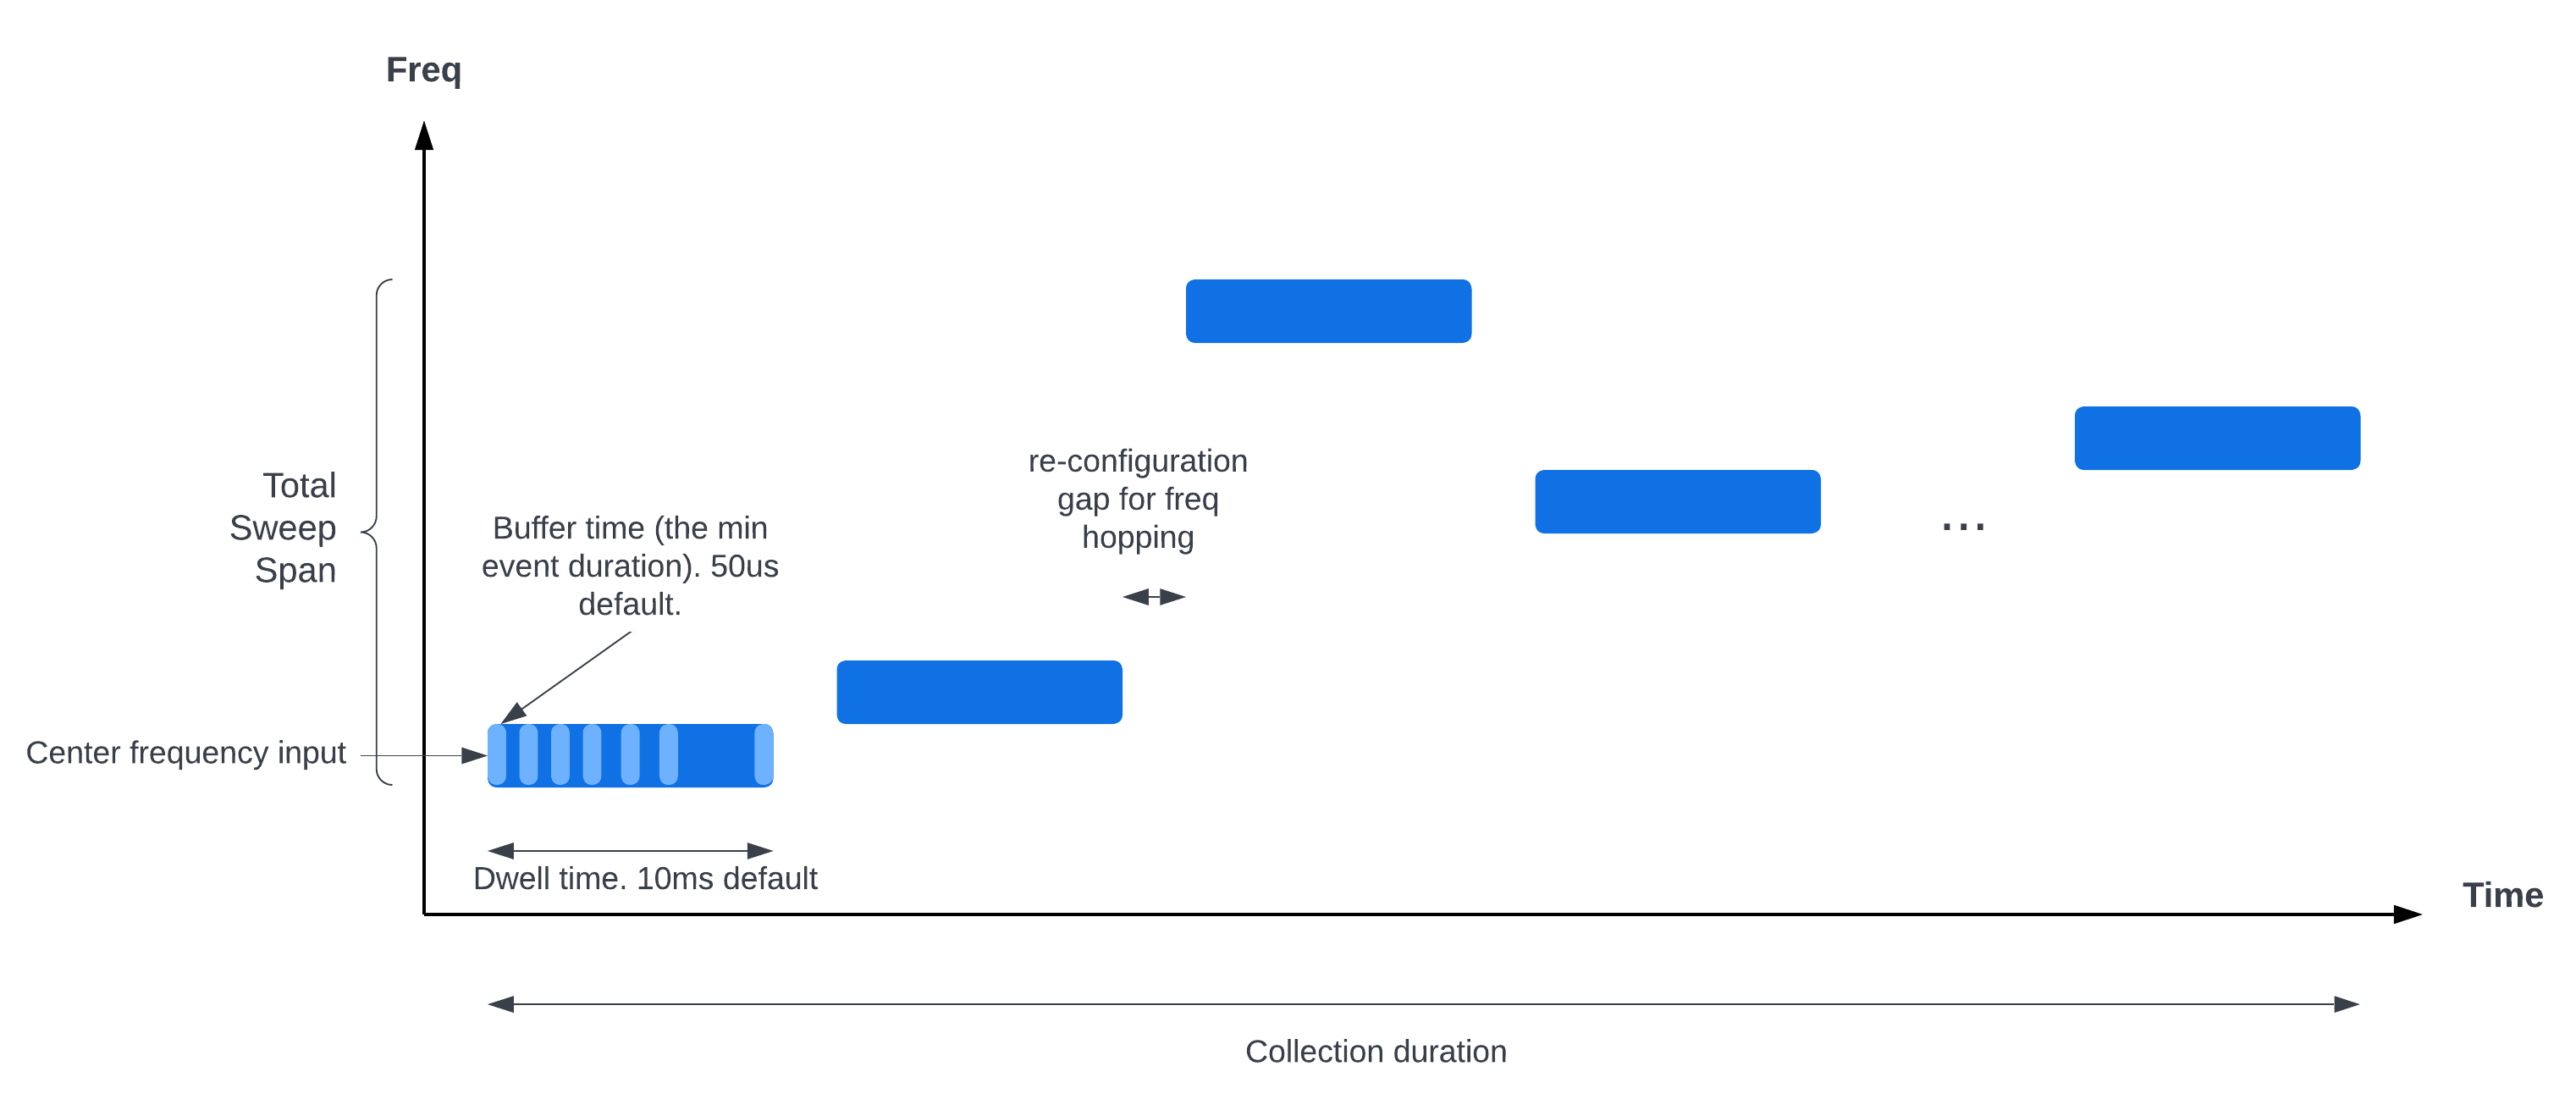 Freq
Total
Sweep
Span
re-configuration
gap for freq
hopping
Buffer time (the min
event duration). 50us
default.
...
Center frequency input
Dwell time. 10ms default
Time
Collection duration